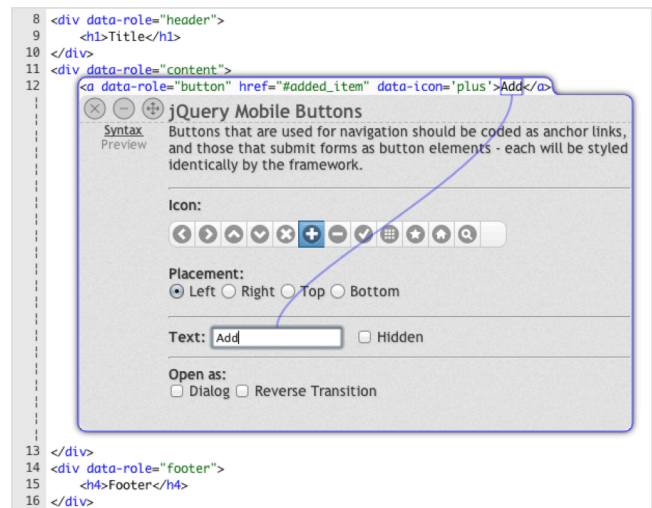 8 <div data-role="header">
9 <h1>Title</h1>
10 </div>
11 <div data-role="content">
12 <a data-role="button" href="#added_item" data-icon='plus'>Add</a>
jQuery Mobile Buttons
Syntax
Preview
Buttons that are used for navigation should be coded as anchor links,
and those that submit forms as button elements - each will be styled
identically by the framework.
Icon:
Placement:
Left Right Top Bottom
Text: Add Hidden
Open as:
Dialog Reverse Transition
13 </div>
14 <div data-role="footer">
15 <h4>Footer</h4>
16 </div>